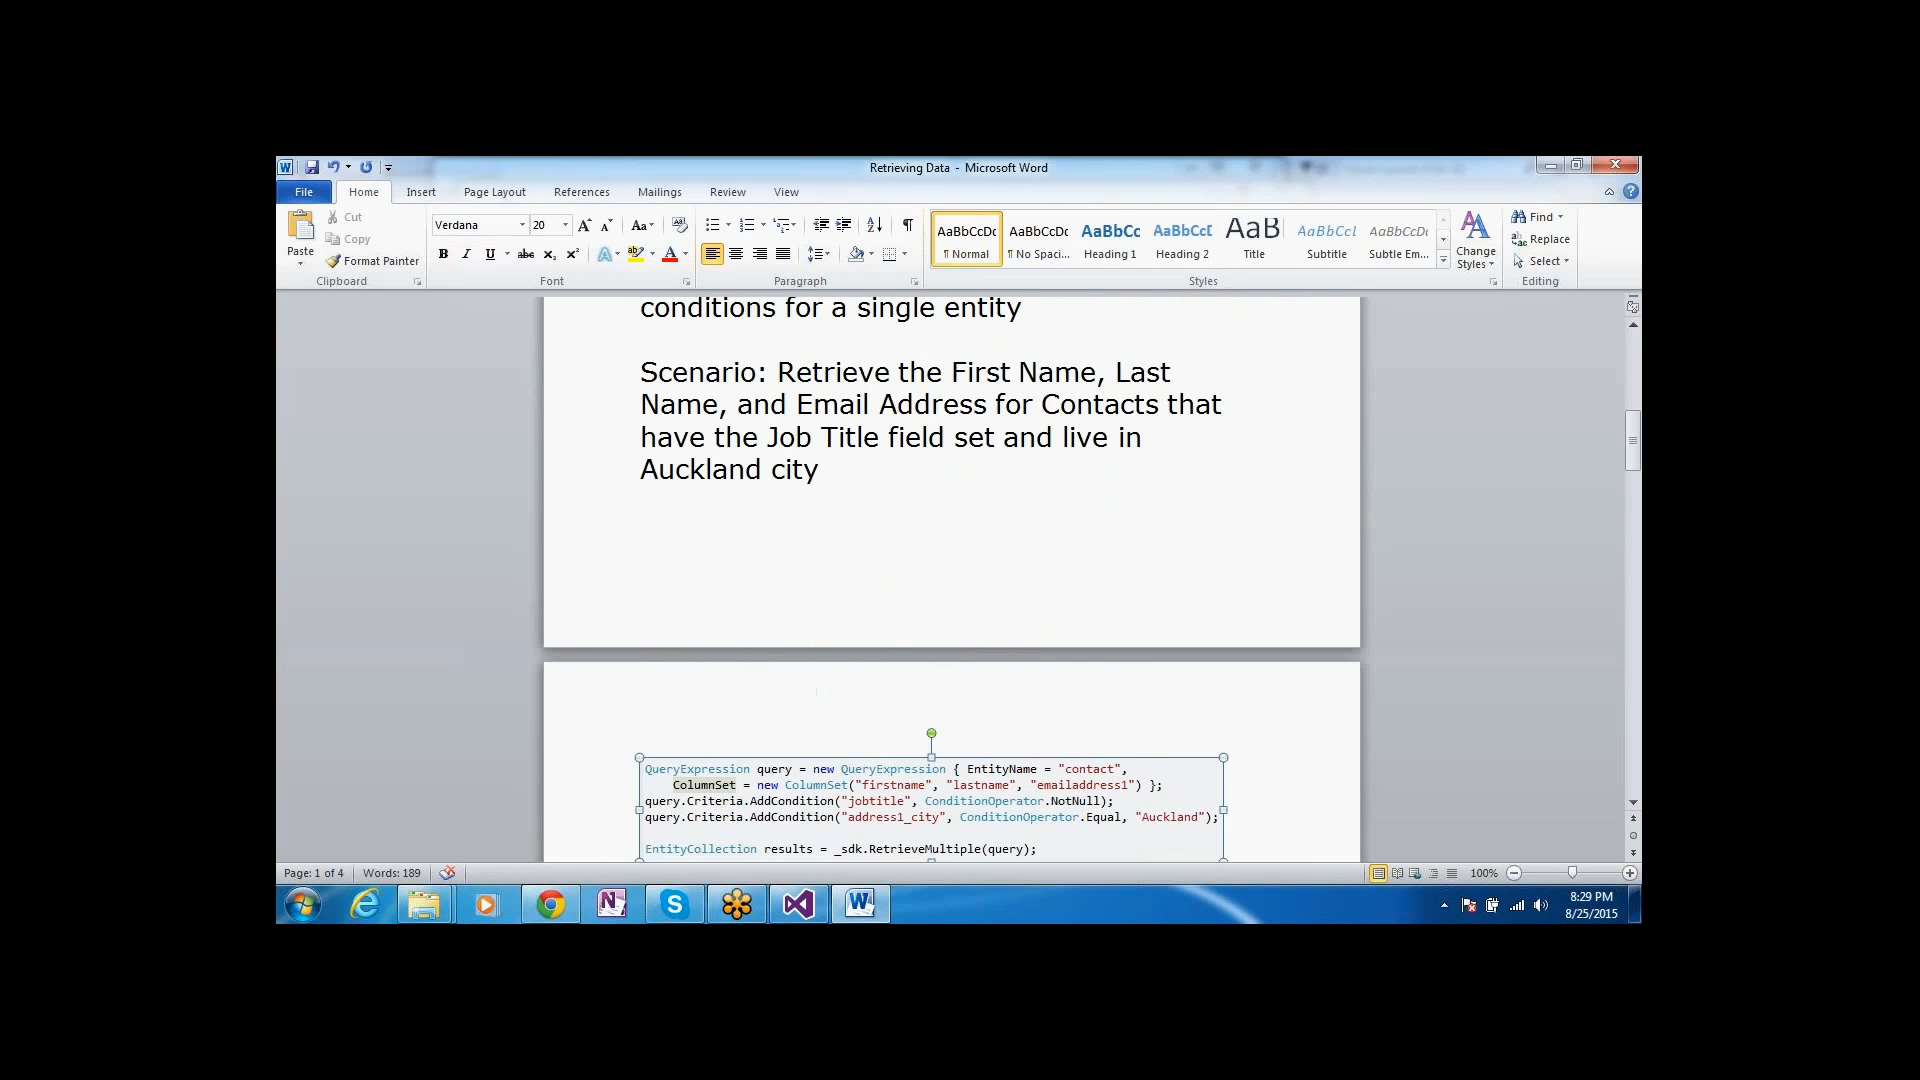 Retrieving Data - Microsoft Word
File Home Insert Page Layout References Mailings Review View
Paste
Cut
Copy
Format Painter
Clipboard
Verdana 20
Font
Paragraph
AaBbCcDc AaBbCcDc AaBbCc AaBbCcD AaB AaBbCcL AaBbCcDc
¶ Normal ¶ No Spaci... Heading 1 Heading 2 Title Subtitle Subtle Em...
Change Styles
Styles
Find
Replace
Select
Editing
conditions for a single entity
Scenario: Retrieve the First Name, Last
Name, and Email Address for Contacts that
have the Job Title field set and live in
Auckland city
QueryExpression query = new QueryExpression { EntityName = "contact",
ColumnSet = new ColumnSet("firstname", "lastname", "emailaddress1") };
query.Criteria.AddCondition("jobtitle", ConditionOperator.NotNull);
query.Criteria.AddCondition("address1_city", ConditionOperator.Equal, "Auckland");
EntityCollection results = _sdk.RetrieveMultiple(query);
Page: 1 of 4 Words: 189 100%
8:29 PM
8/25/2015